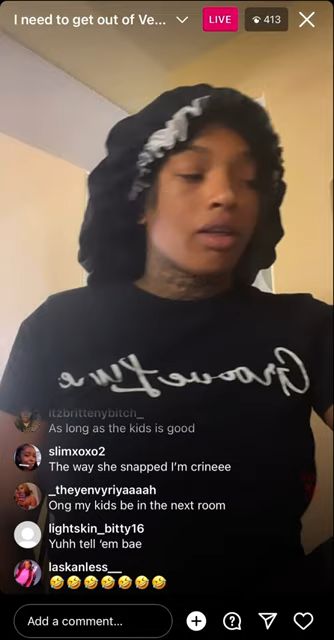 I need to get out of Ve...
LIVE
413
Groove Line
itzbrittenybitch_
As long as the kids is good
slimxoxo2
The way she snapped I'm crineee
_theyenvyriyaaaah
Ong my kids be in the next room
lightskin_bitty16
Yuhh tell 'em bae
laskanless__
🤣🤣🤣🤣🤣🤣🤣
Add a comment...